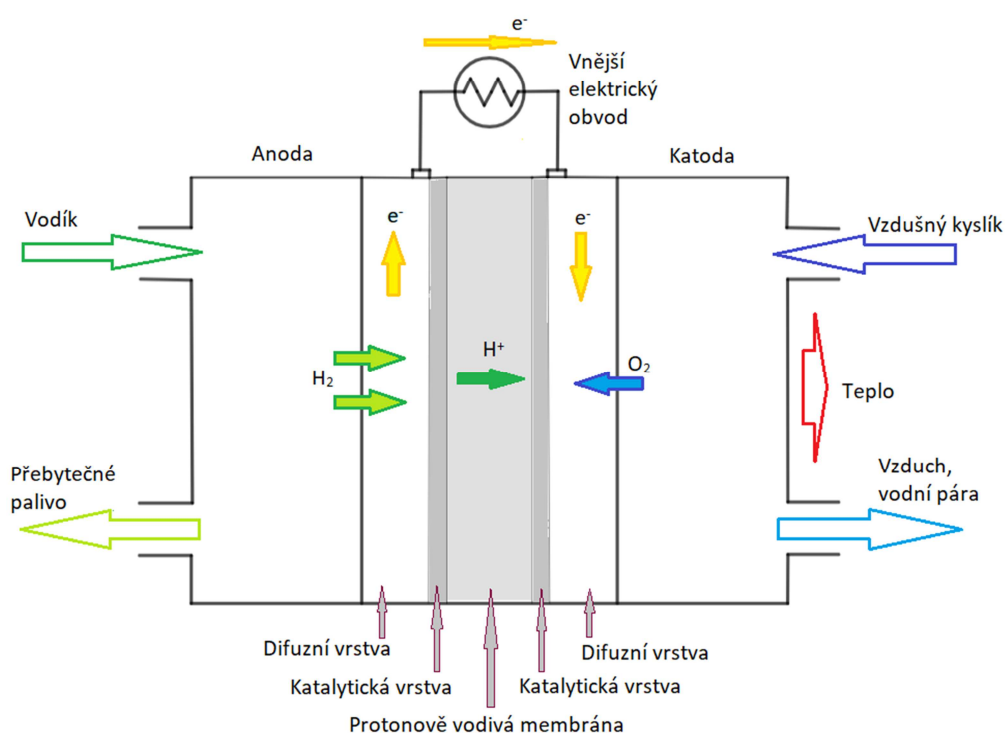 e-
Vnější
elektrický
obvod
Anoda
Katoda
Vodík
e-
e-
Vzdušný kyslík
H+
H2
O2
Teplo
Přebytečné
palivo
Vzduch,
vodní pára
Difuzní vrstva
Difuzní vrstva
Katalytická vrstva
Katalytická vrstva
Protonově vodivá membrána